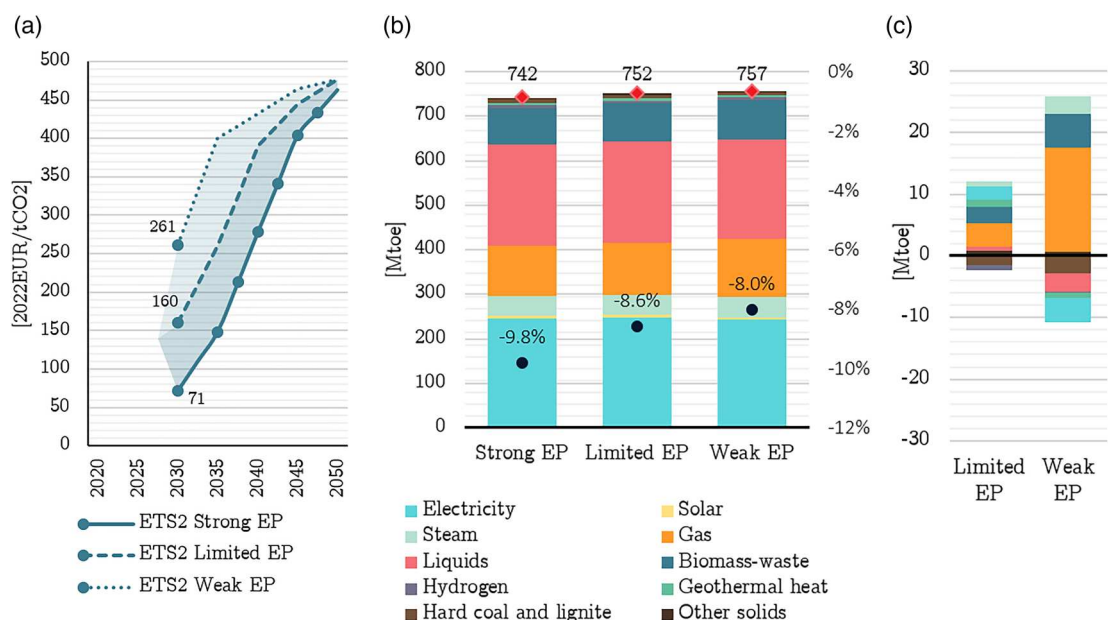 (a)
[2022EUR/tCO2]
500
450
400
350
300
250
200
150
100
50
0
261
160
71
2020
2025
2030
2035
2040
2045
2050
ETS2 Strong EP
ETS2 Limited EP
ETS2 Weak EP
(b)
[Mtoe]
800
700
600
500
400
300
200
100
0
742
752
757
-9.8%
-8.6%
-8.0%
0%
-2%
-4%
-6%
-8%
-10%
-12%
Strong EP
Limited EP
Weak EP
Electricity
Steam
Liquids
Hydrogen
Hard coal and lignite
Solar
Gas
Biomass-waste
Geothermal heat
Other solids
(c)
[Mtoe]
30
20
10
0
-10
-20
-30
Limited
EP
Weak
EP